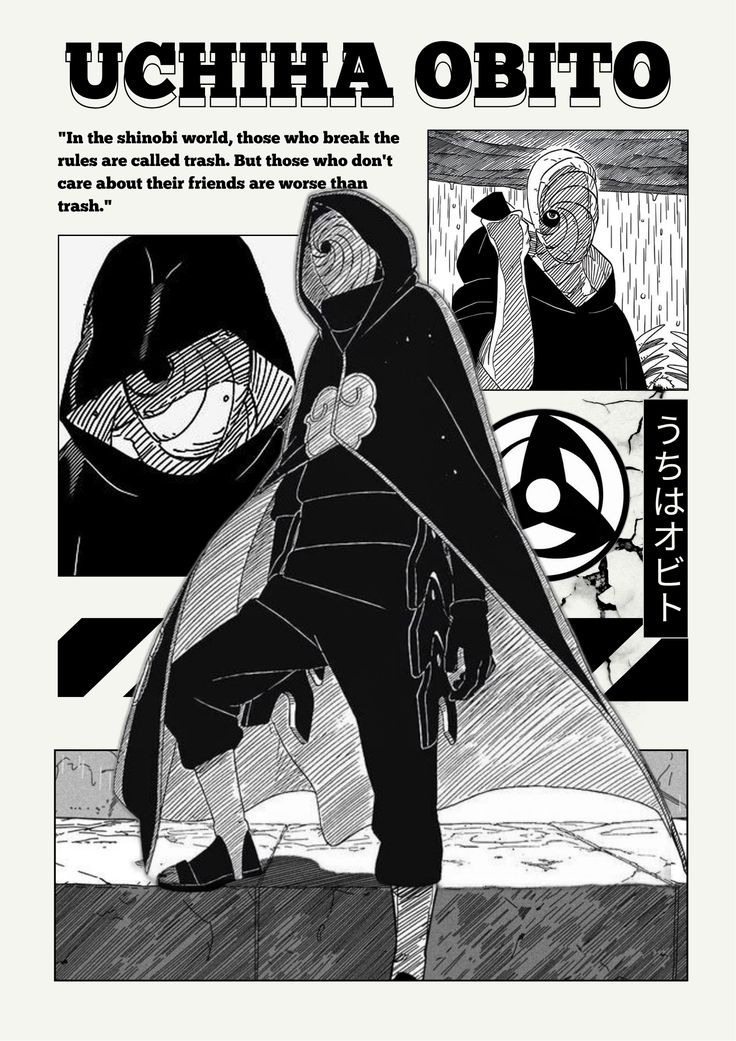 UCHIHA OBITO
"In the shinobi world, those who break the
rules are called trash. But those who don't
care about their friends are worse than
trash."
うちはオビト